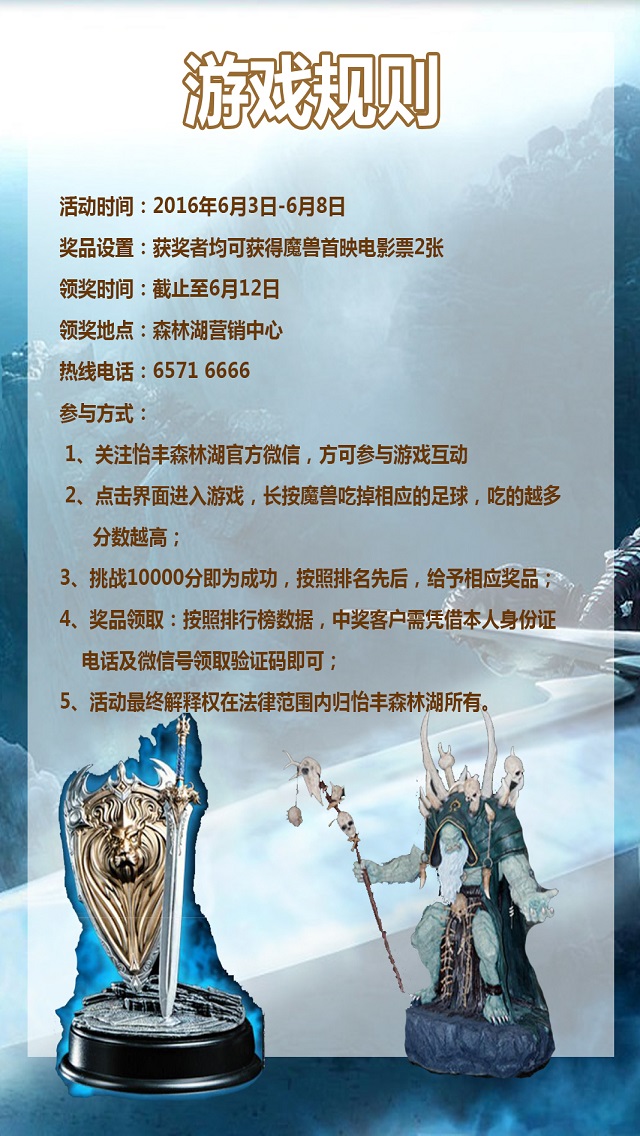 游戏规则
活动时间：2016年6月3日-6月8日
奖品设置：获奖者均可获得魔兽首映电影票2张
领奖时间：截止至6月12日
领奖地点：森林湖营销中心
热线电话：6571 6666
参与方式：
1、关注怡丰森林湖官方微信，方可参与游戏互动
2、点击界面进入游戏，长按魔兽吃掉相应的足球，吃的越多
分数越高；
3、挑战10000分即为成功，按照排名先后，给予相应奖品；
4、奖品领取：按照排行榜数据，中奖客户需凭借本人身份证
电话及微信号领取验证码即可；
5、活动最终解释权在法律范围内归怡丰森林湖所有。